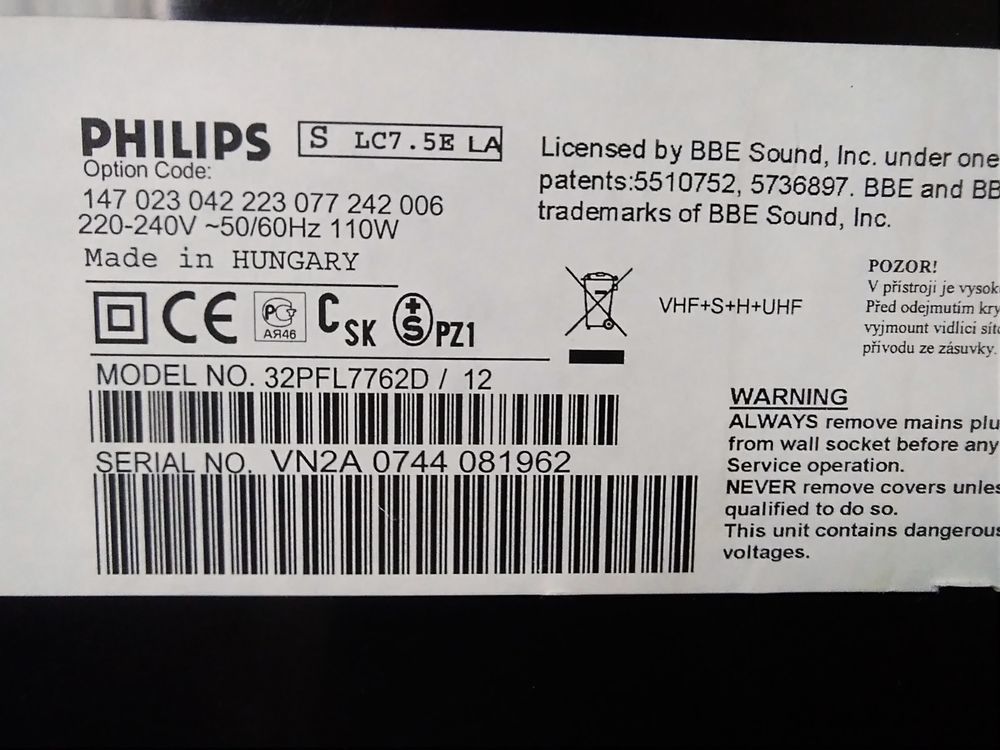 PHILIPS
S LC7.5E LA
Option Code:
147 023 042 223 077 242 006
220-240V ~50/60Hz 110W
Made in HUNGARY
CE
РСТ
АЯ46
CSK
S PZ1
MODEL NO. 32PFL7762D / 12
SERIAL NO. VN2A 0744 081962
Licensed by BBE Sound, Inc. under one
patents:5510752, 5736897. BBE and BB
trademarks of BBE Sound, Inc.
VHF+S+H+UHF
POZOR!
V přístroji je vysok
Před odejmutím kry
vyjmount vidlici síť
přívodu ze zásuvky.
WARNING
ALWAYS remove mains plu
from wall socket before any
Service operation.
NEVER remove covers unles
qualified to do so.
This unit contains dangerous
voltages.